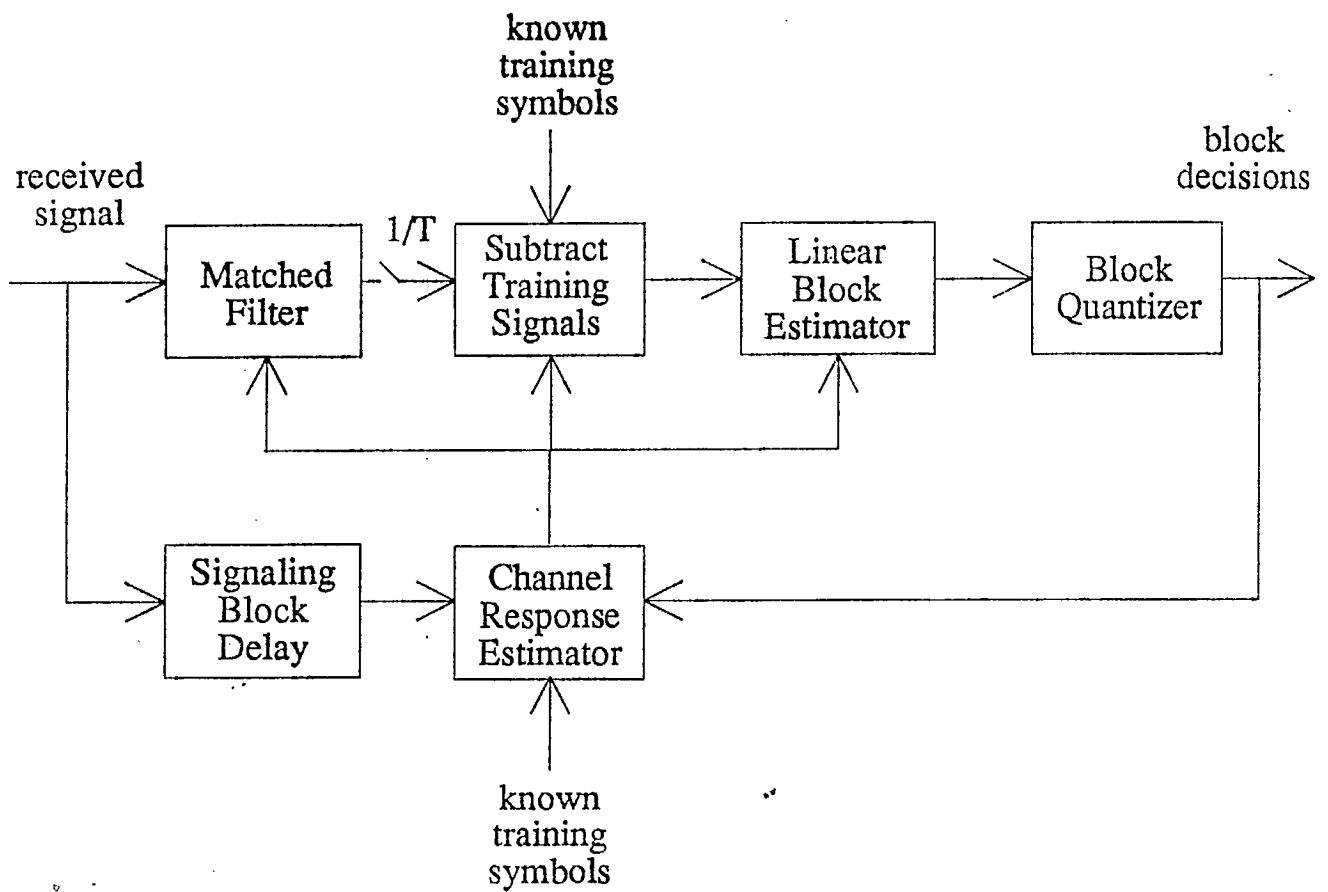 known
training
symbols
received
signal
block
decisions
Matched
Filter
1/T
Subtract
Training
Signals
Linear
Block
Estimator
Block
Quantizer
Signaling
Block
Delay
Channel
Response
Estimator
known
training
symbols